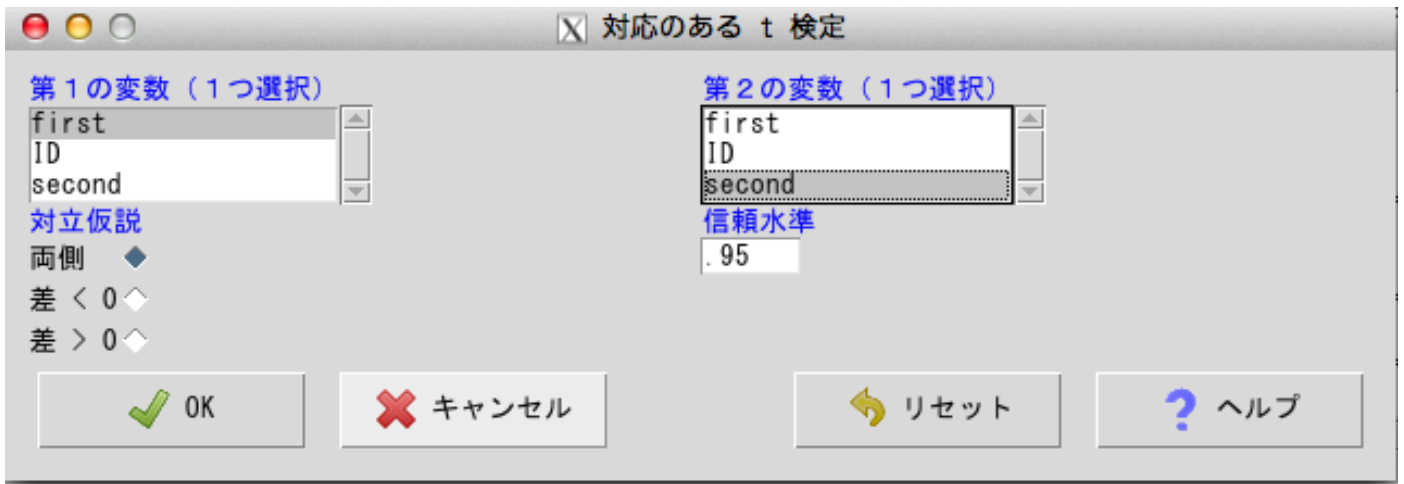 対応のある t 検定
第１の変数（１つ選択）
first
ID
second
第２の変数（１つ選択）
first
ID
second
対立仮説
両側
差 < 0
差 > 0
信頼水準
.95
OK
キャンセル
リセット
? ヘルプ